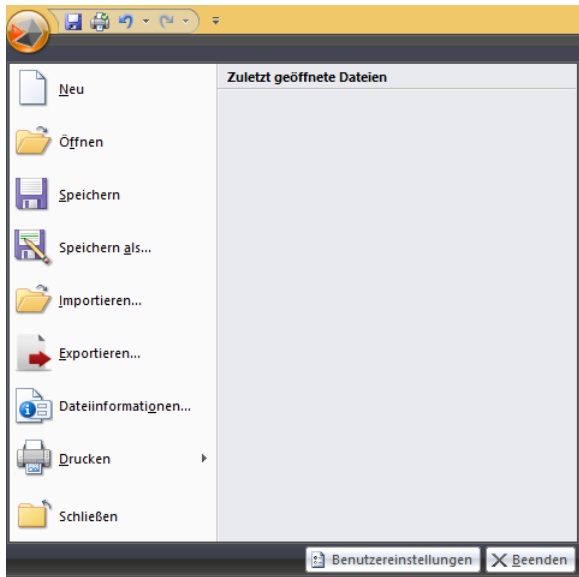 Neu
Öffnen
Speichern
Speichern als...
Importieren...
Exportieren...
Dateiinformationen...
Drucken
Schließen
Zuletzt geöffnete Dateien
Benutzereinstellungen
Beenden